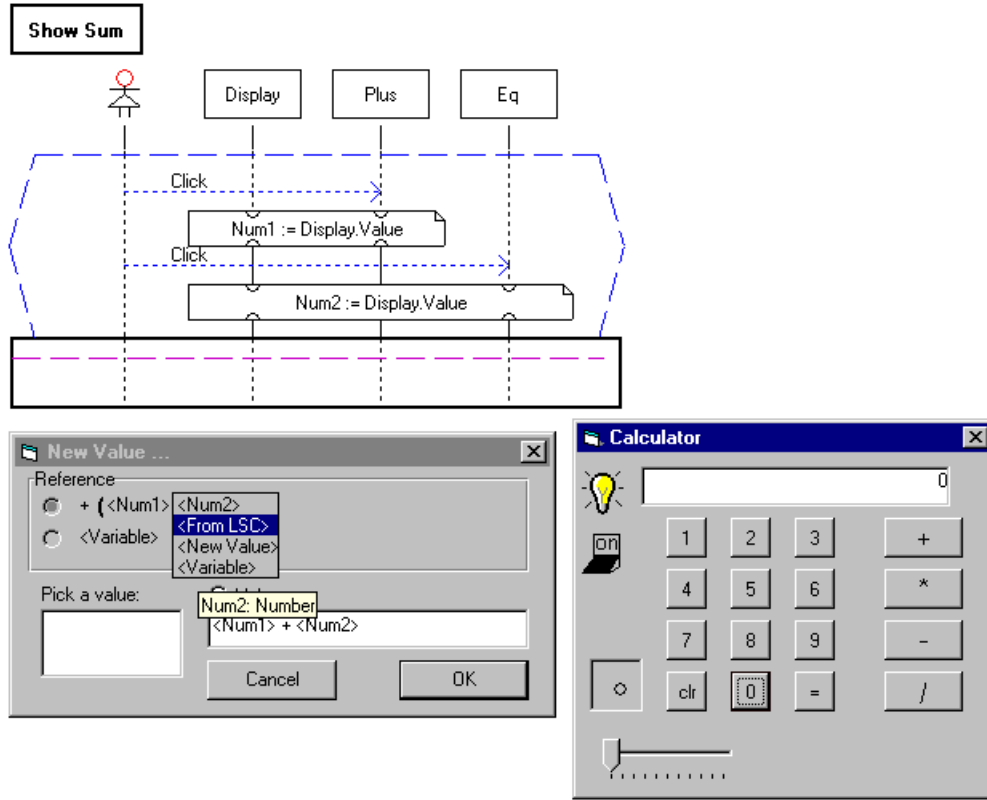 Show Sum
Display Plus Eq
Click
Num1 := Display.Value
Click
Num2 := Display.Value
New Value ...
Reference
+ (<Num1> <Num2>
<From LSC>
<Variable>
<New Value>
<Variable>
Pick a value:
Num2: Number
<Num1> + <Num2>
Cancel OK
Calculator
0
on
1 2 3 +
4 5 6 *
7 8 9 -
clr 0 = /